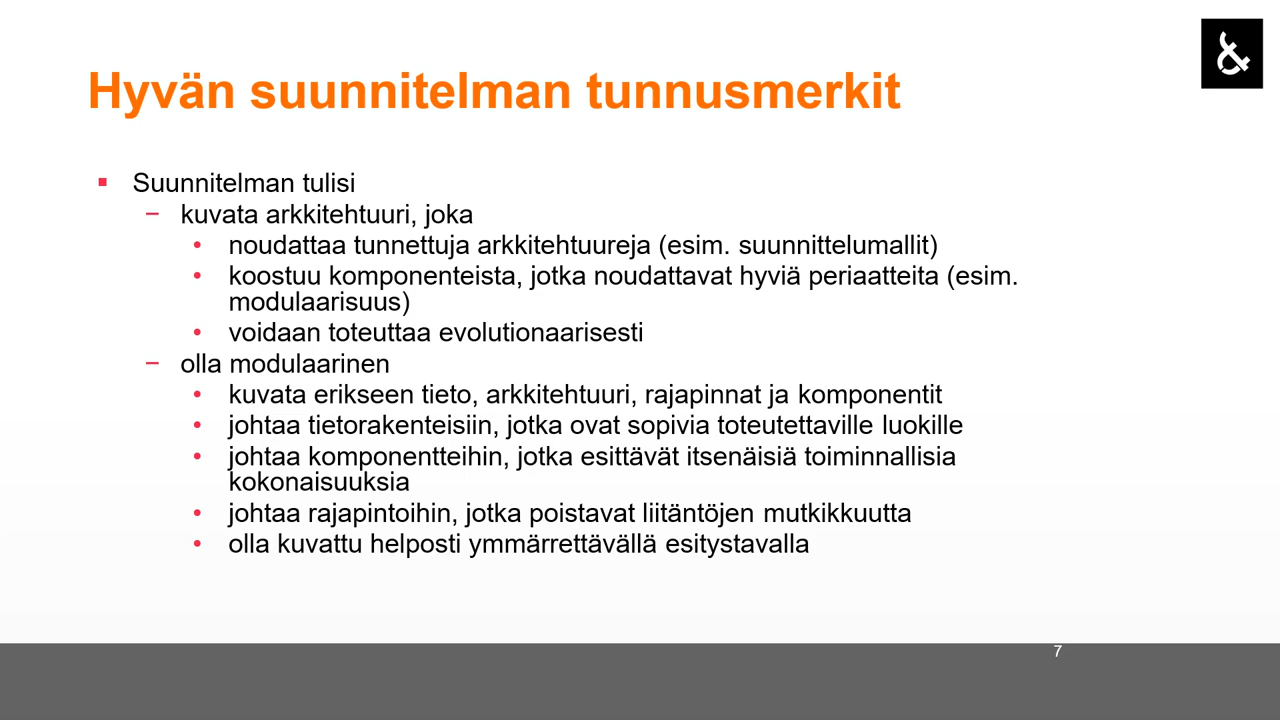 &
Hyvän suunnitelman tunnusmerkit
▪ Suunnitelman tulisi
– kuvata arkkitehtuuri, joka
• noudattaa tunnettuja arkkitehtuureja (esim. suunnittelumallit)
• koostuu komponenteista, jotka noudattavat hyviä periaatteita (esim.
modulaarisuus)
• voidaan toteuttaa evolutionaarisesti
– olla modulaarinen
• kuvata erikseen tieto, arkkitehtuuri, rajapinnat ja komponentit
• johtaa tietorakenteisiin, jotka ovat sopivia toteutettaville luokille
• johtaa komponentteihin, jotka esittävät itsenäisiä toiminnallisia
kokonaisuuksia
• johtaa rajapintoihin, jotka poistavat liitäntöjen mutkikkuutta
• olla kuvattu helposti ymmärrettävällä esitystavalla
7